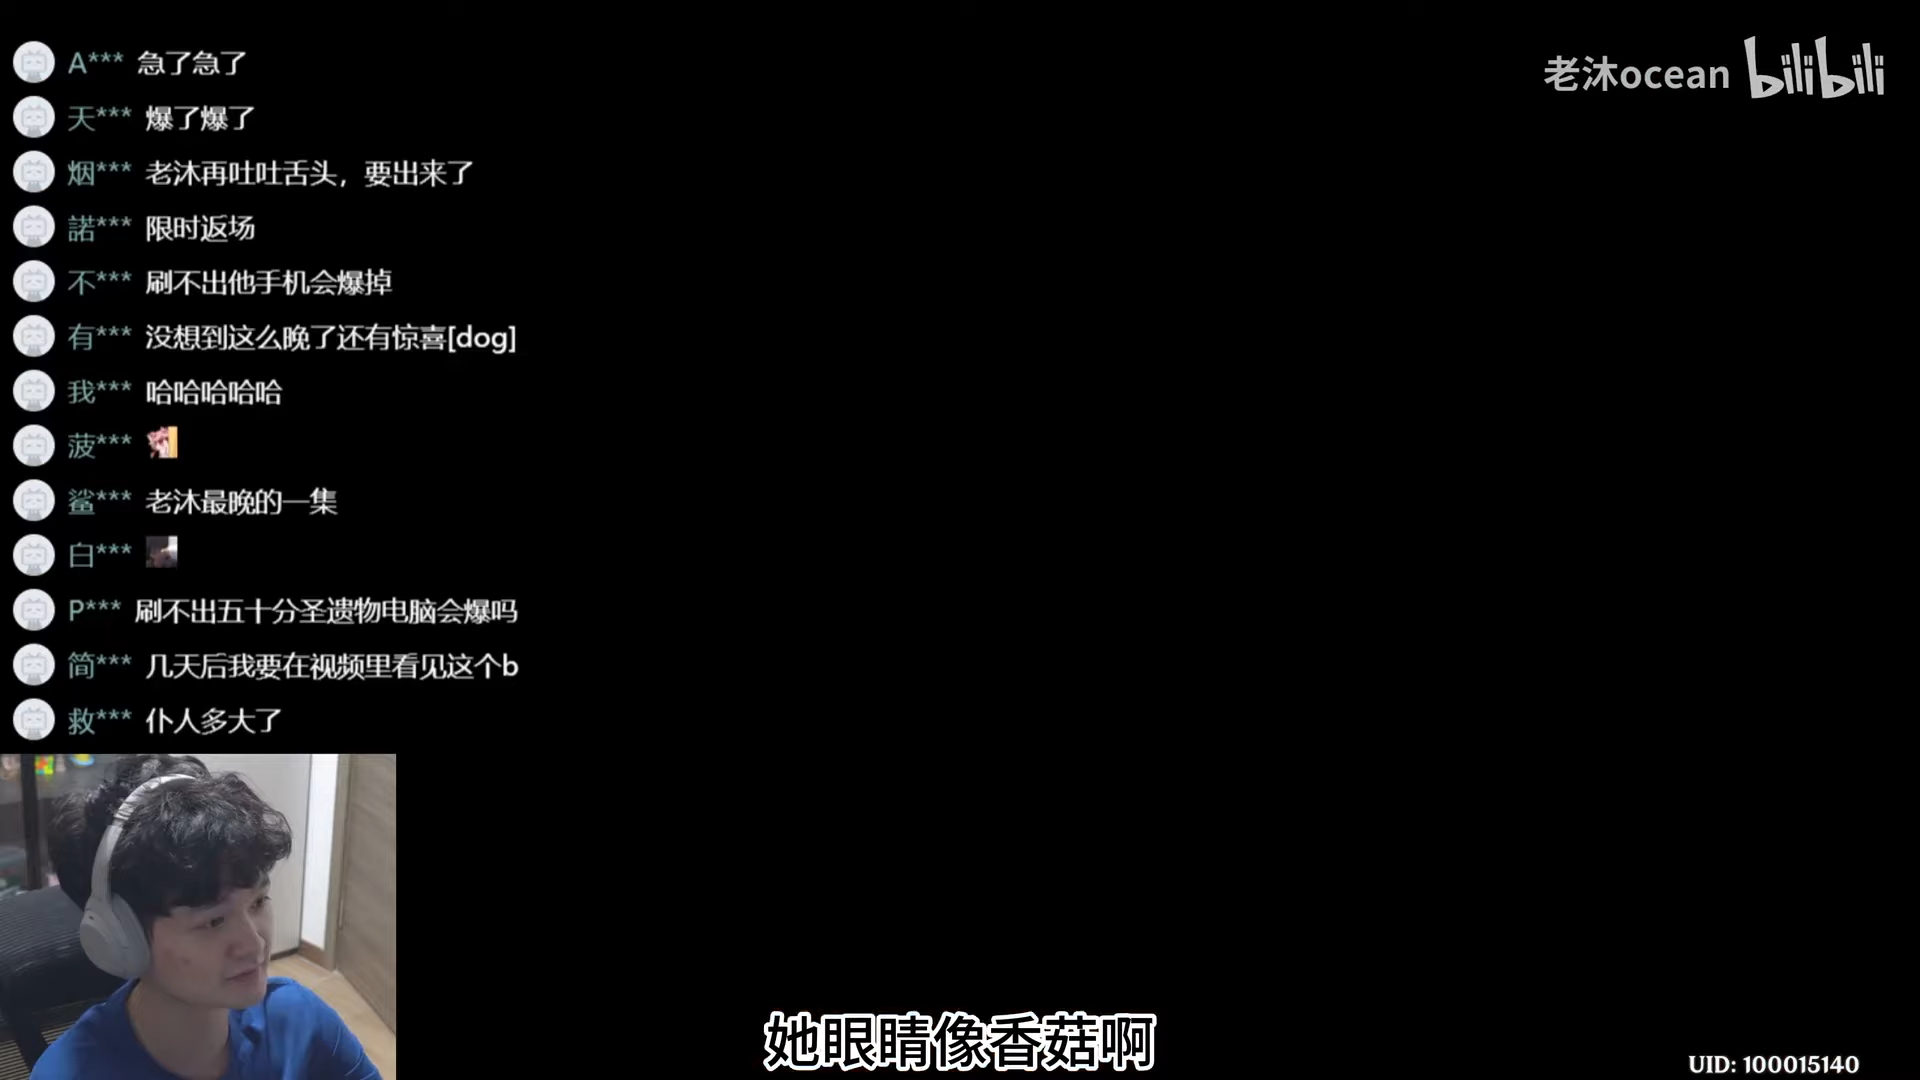 A*** 急了急了
天*** 爆了爆了
烟*** 老沐再吐吐舌头，要出来了
諾*** 限时返场
不*** 刷不出他手机会爆掉
有*** 没想到这么晚了还有惊喜[dog]
我*** 哈哈哈哈哈
菠***
鲨*** 老沐最晚的一集
白***
P*** 刷不出五十分圣遗物电脑会爆吗
简*** 几天后我要在视频里看见这个b
救*** 仆人多大了
老沐ocean bilibili
她眼睛像香菇啊
UID: 100015140